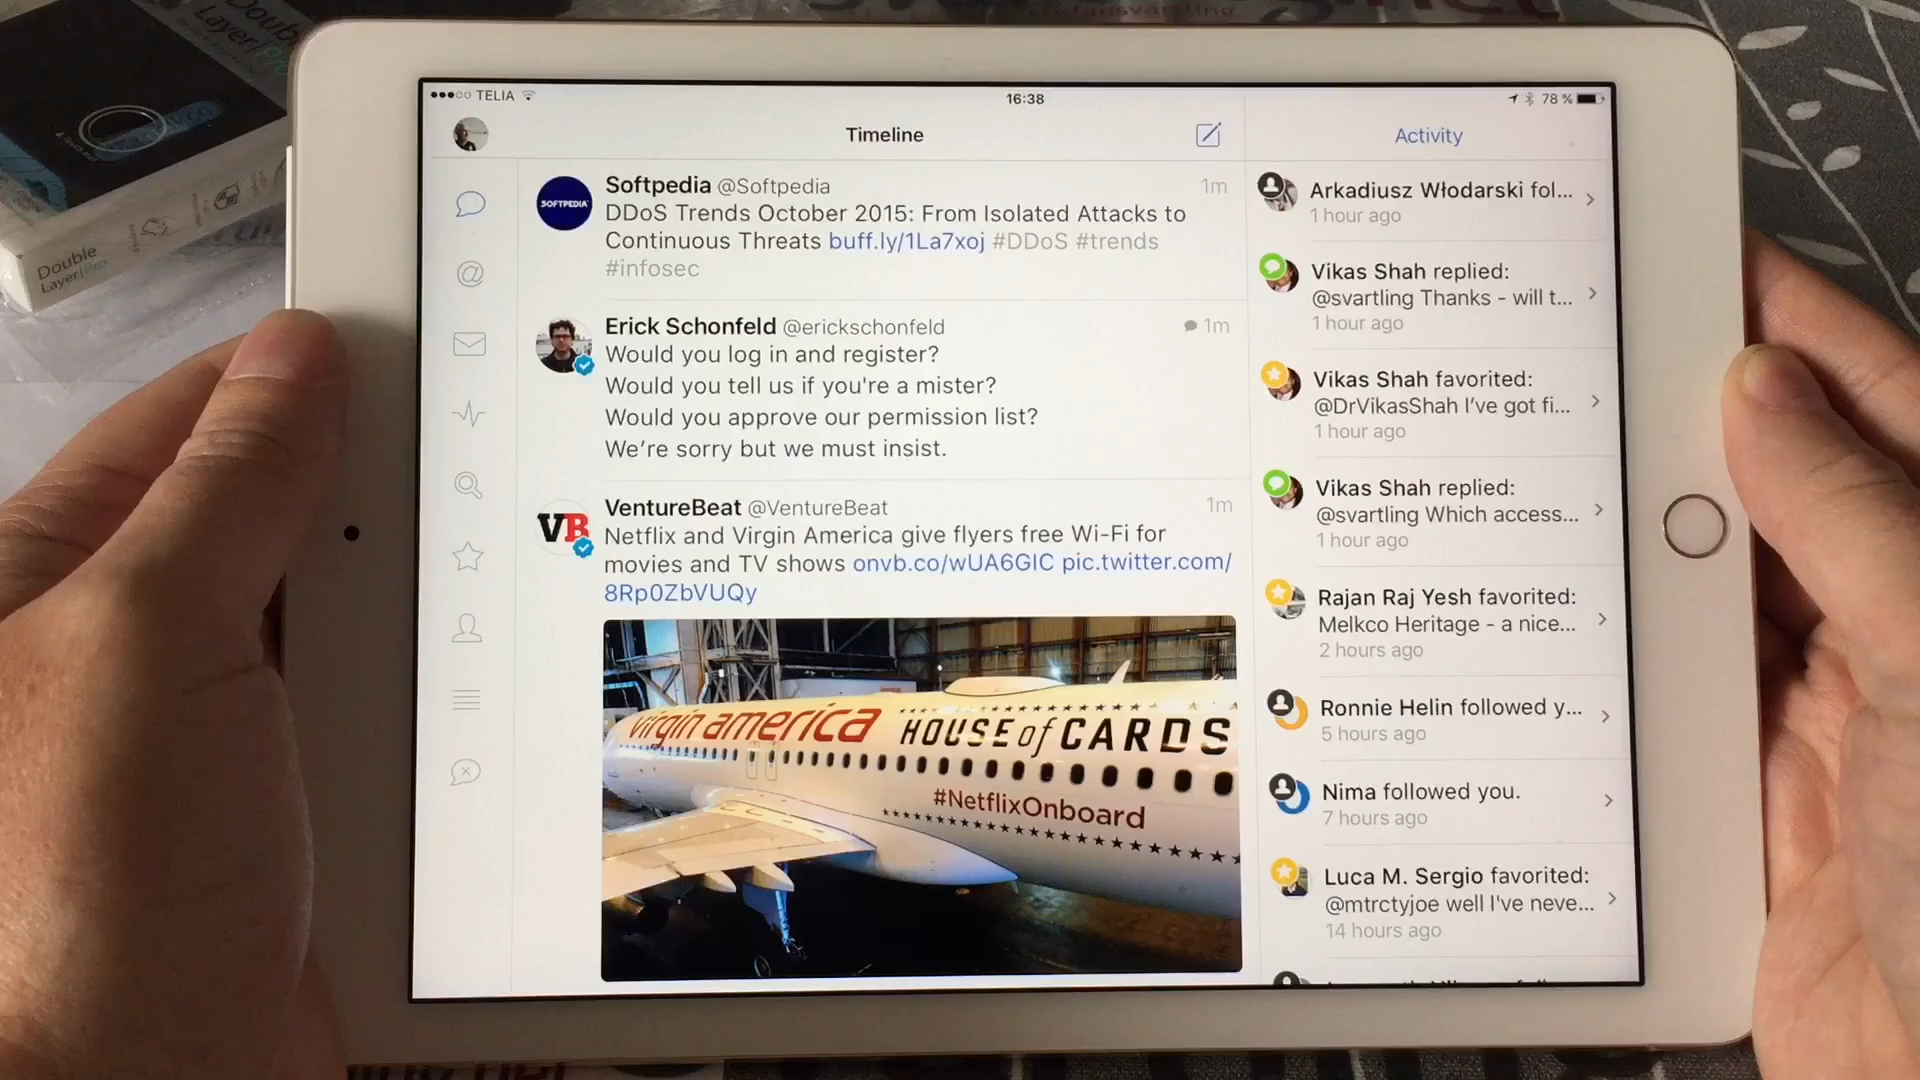 Double
Layer|Pro
Double
Layer|Pro
TELIA
16:38
78 %
Timeline
Activity
SOFTPEDIA
Softpedia @Softpedia
1m
DDoS Trends October 2015: From Isolated Attacks to
Continuous Threats buff.ly/1La7xoj #DDoS #trends
#infosec
Erick Schonfeld @erickschonfeld
1m
Would you log in and register?
Would you tell us if you're a mister?
Would you approve our permission list?
We're sorry but we must insist.
VB
VentureBeat @VentureBeat
1m
Netflix and Virgin America give flyers free Wi-Fi for
movies and TV shows onvb.co/wUA6GIC pic.twitter.com/
8Rp0ZbVUQy
virgin america HOUSE of CARDS
#NetflixOnboard
Arkadiusz Włodarski fol...
1 hour ago
Vikas Shah replied:
@svartling Thanks - will t...
1 hour ago
Vikas Shah favorited:
@DrVikasShah I've got fi...
1 hour ago
Vikas Shah replied:
@svartling Which access...
1 hour ago
Rajan Raj Yesh favorited:
Melkco Heritage - a nice...
2 hours ago
Ronnie Helin followed y...
5 hours ago
Nima followed you.
7 hours ago
Luca M. Sergio favorited:
@mtrctyjoe well I've neve...
14 hours ago